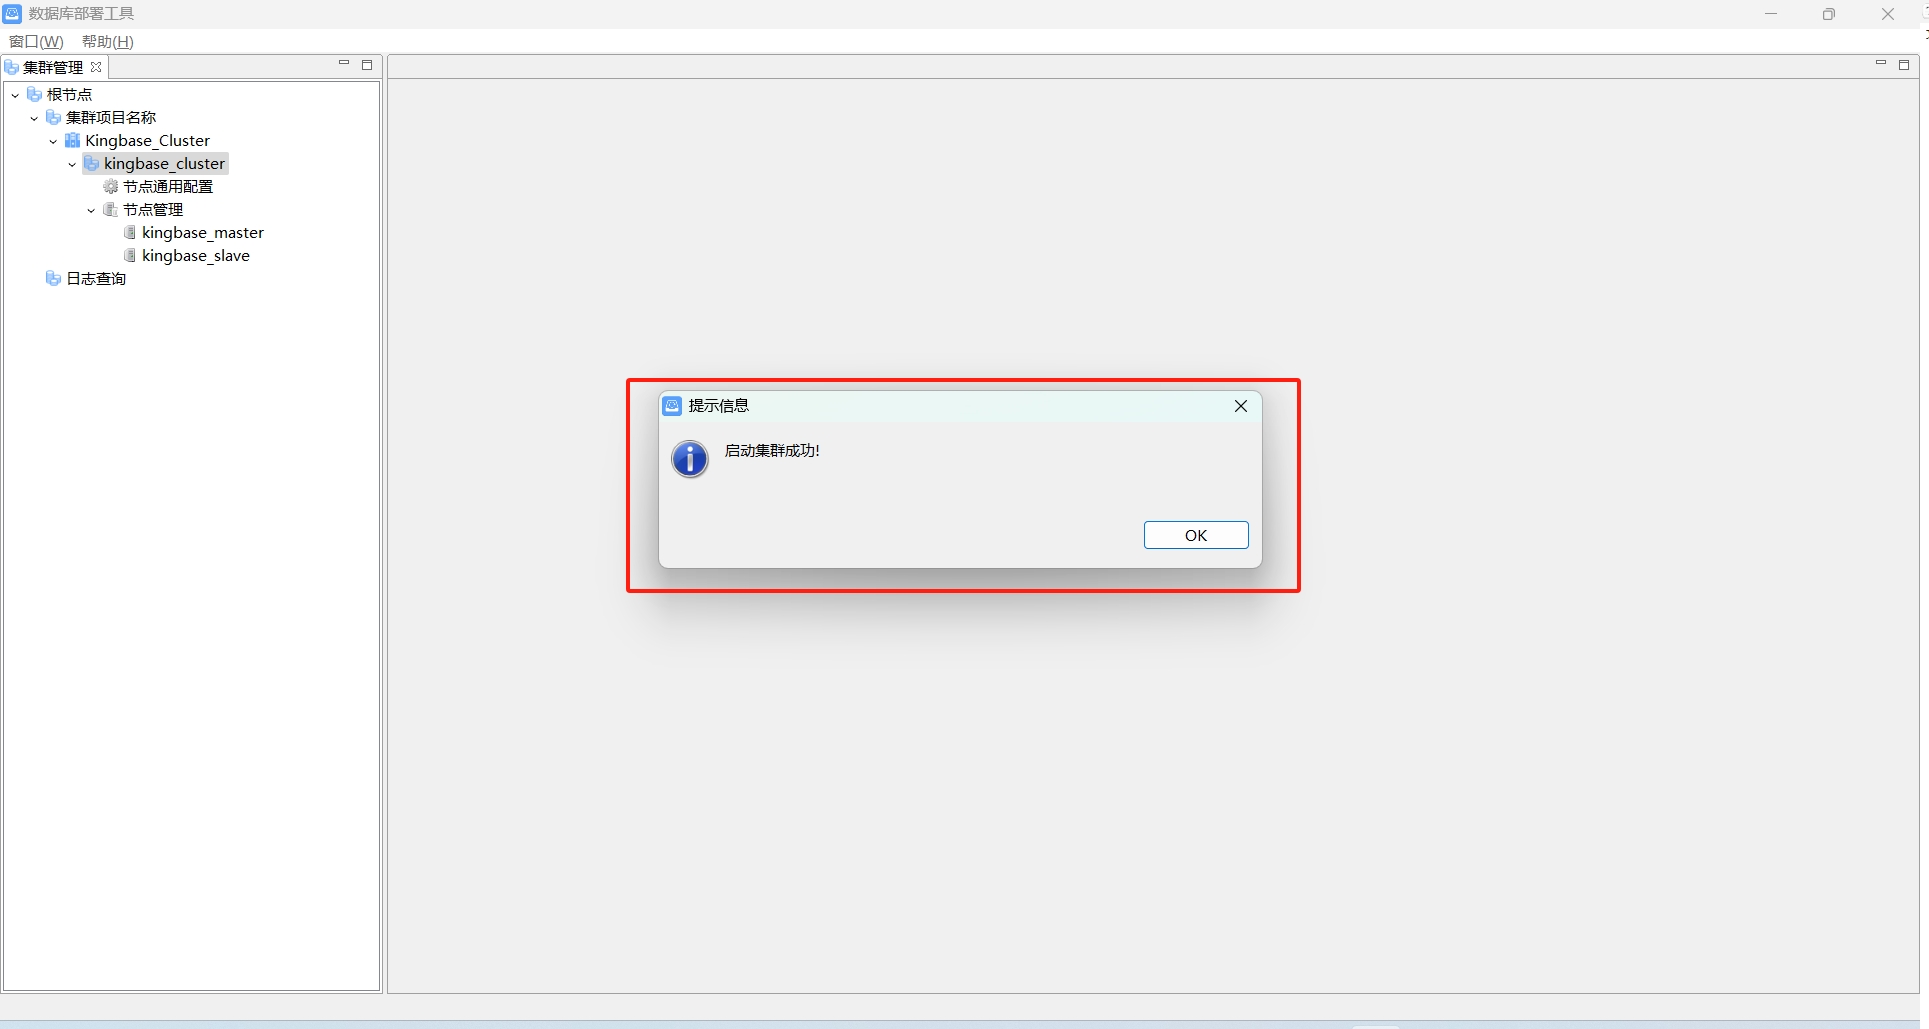 数据库部署工具
窗口(W) 帮助(H)
集群管理
根节点
集群项目名称
Kingbase_Cluster
kingbase_cluster
节点通用配置
节点管理
kingbase_master
kingbase_slave
日志查询
提示信息
启动集群成功!
OK